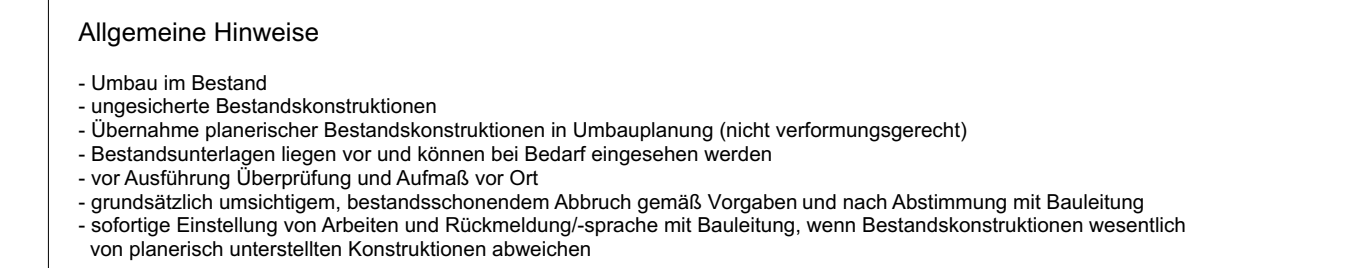 Allgemeine Hinweise
- Umbau im Bestand
- ungesicherte Bestandskonstruktionen
- Übernahme planerischer Bestandskonstruktionen in Umbauplanung (nicht verformungsgerecht)
- Bestandsunterlagen liegen vor und können bei Bedarf eingesehen werden
- vor Ausführung Überprüfung und Aufmaß vor Ort
- grundsätzlich umsichtigem, bestandsschonendem Abbruch gemäß Vorgaben und nach Abstimmung mit Bauleitung
- sofortige Einstellung von Arbeiten und Rückmeldung/-sprache mit Bauleitung, wenn Bestandskonstruktionen wesentlich
von planerisch unterstellten Konstruktionen abweichen